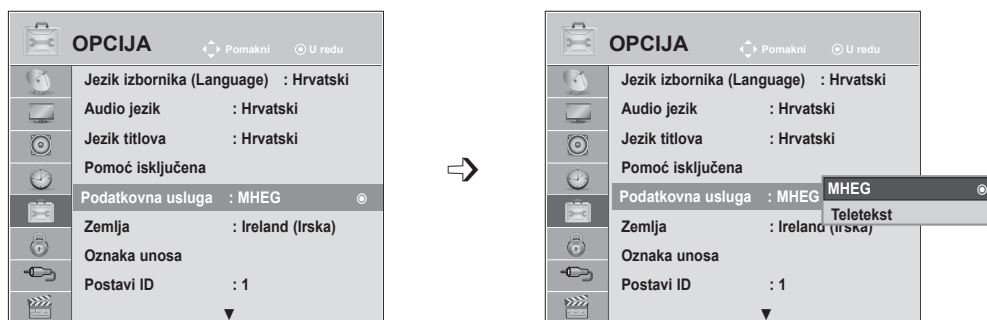 OPCIJA
Pomakni
U redu
Jezik izbornika (Language) : Hrvatski
Audio jezik : Hrvatski
Jezik titlova : Hrvatski
Pomoć isključena
Podatkovna usluga : MHEG
Zemlja : Ireland (Irska)
Oznaka unosa
Postavi ID : 1
OPCIJA
Pomakni
U redu
Jezik izbornika (Language) : Hrvatski
Audio jezik : Hrvatski
Jezik titlova : Hrvatski
Pomoć isključena
Podatkovna usluga : MHEG
MHEG
Teletekst
Zemlja : Ireland (Irska)
Oznaka unosa
Postavi ID : 1